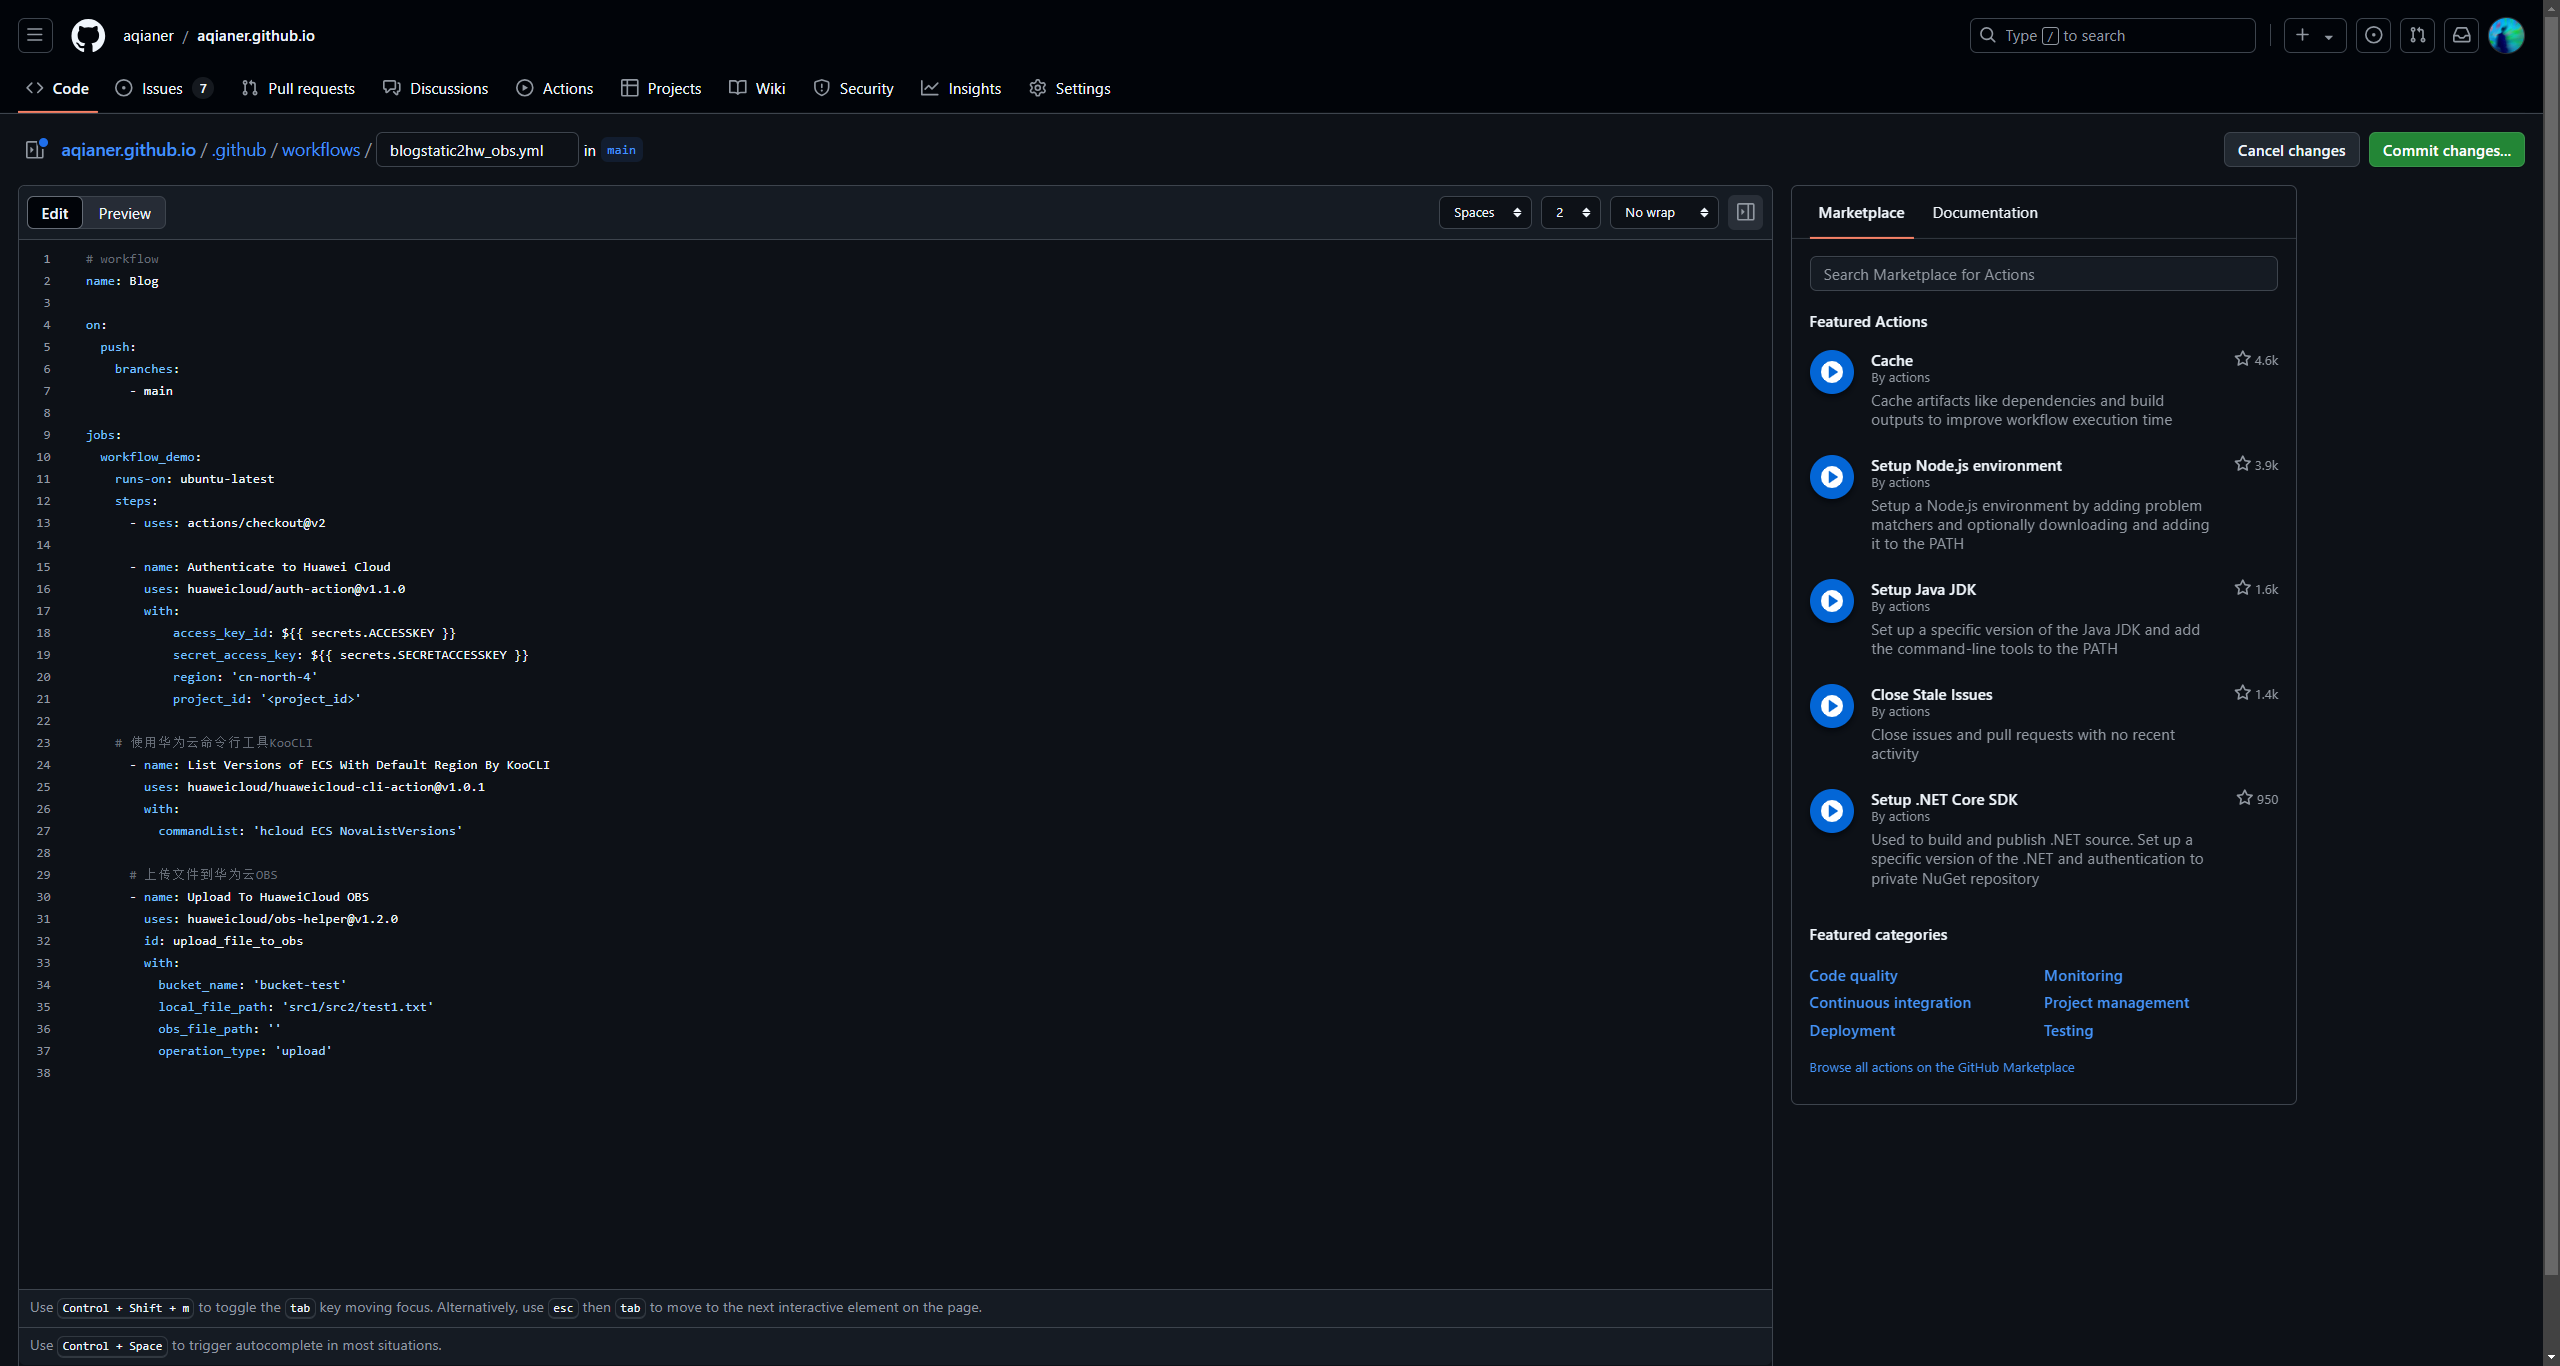 aqianer / aqianer.github.io
Type / to search
Code
Issues 7
Pull requests
Discussions
Actions
Projects
Wiki
Security
Insights
Settings
aqianer.github.io / .github / workflows / blogstatic2hw_obs.yml in main
Cancel changes
Commit changes...
Edit
Preview
Spaces
2
No wrap
1 # workflow
2 name: Blog
3
4 on:
5 push:
6 branches:
7 - main
8
9 jobs:
10 workflow_demo:
11 runs-on: ubuntu-latest
12 steps:
13 - uses: actions/checkout@v2
14
15 - name: Authenticate to Huawei Cloud
16 uses: huaweicloud/auth-action@v1.1.0
17 with:
18 access_key_id: ${{ secrets.ACCESSKEY }}
19 secret_access_key: ${{ secrets.SECRETACCESSKEY }}
20 region: 'cn-north-4'
21 project_id: '<project_id>'
22
23 # 使用华为云命令行工具KooCLI
24 - name: List Versions of ECS With Default Region By KooCLI
25 uses: huaweicloud/huaweicloud-cli-action@v1.0.1
26 with:
27 commandList: 'hcloud ECS NovaListVersions'
28
29 # 上传文件到华为云OBS
30 - name: Upload To HuaweiCloud OBS
31 uses: huaweicloud/obs-helper@v1.2.0
32 id: upload_file_to_obs
33 with:
34 bucket_name: 'bucket-test'
35 local_file_path: 'src1/src2/test1.txt'
36 obs_file_path: ''
37 operation_type: 'upload'
38
Use Control + Shift + m to toggle the tab key moving focus. Alternatively, use esc then tab to move to the next interactive element on the page.
Use Control + Space to trigger autocomplete in most situations.
Marketplace
Documentation
Search Marketplace for Actions
Featured Actions
Cache
4.6k
By actions
Cache artifacts like dependencies and build
outputs to improve workflow execution time
Setup Node.js environment
3.9k
By actions
Setup a Node.js environment by adding problem
matchers and optionally downloading and adding
it to the PATH
Setup Java JDK
1.6k
By actions
Set up a specific version of the Java JDK and add
the command-line tools to the PATH
Close Stale Issues
1.4k
By actions
Close issues and pull requests with no recent
activity
Setup .NET Core SDK
950
By actions
Used to build and publish .NET source. Set up a
specific version of the .NET and authentication to
private NuGet repository
Featured categories
Code quality
Monitoring
Continuous integration
Project management
Deployment
Testing
Browse all actions on the GitHub Marketplace